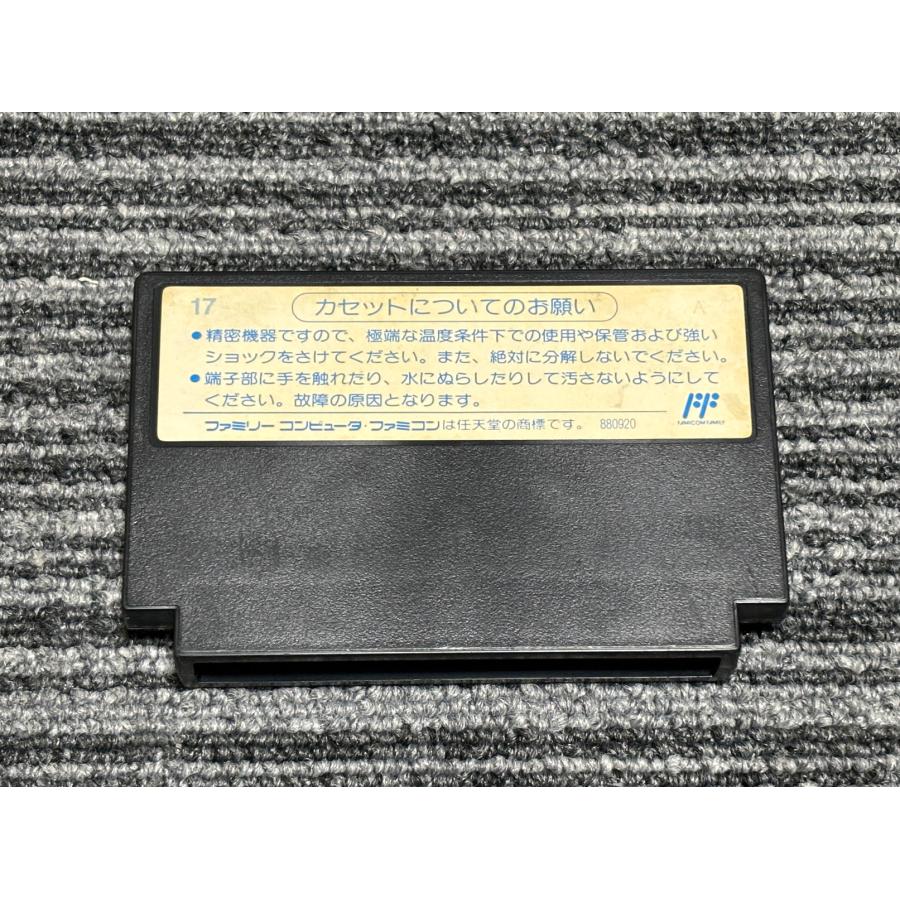 17 カセットについてのお願い A
●精密機器ですので、極端な温度条件下での使用や保管および強い
ショックをさけてください。また、絶対に分解しないでください。
●端子部に手を触れたり、水にぬらしたりして汚さないようにして
ください。故障の原因となります。
FF
FAMICOM FAMILY
ファミリー コンピュータ・ファミコンは任天堂の商標です。 880920